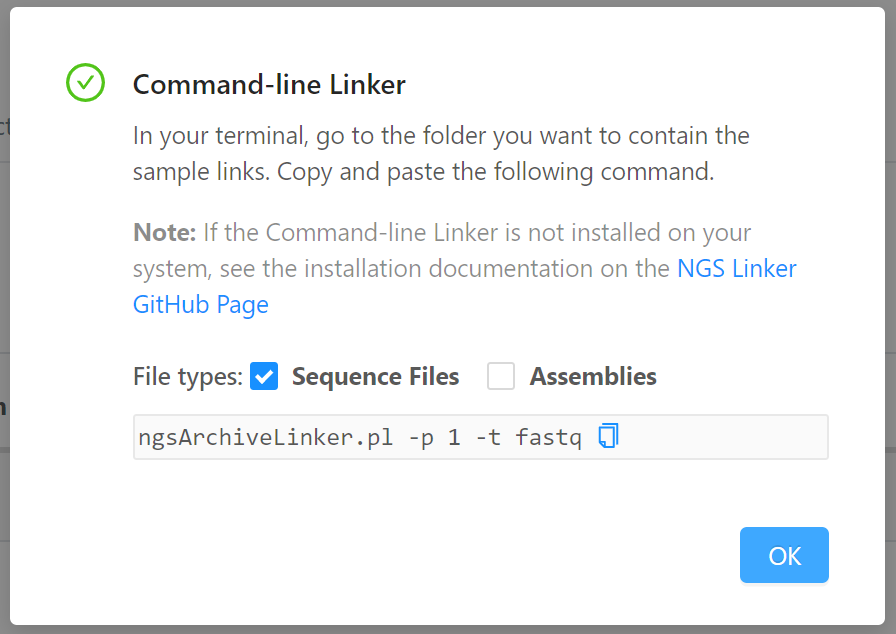 Command-line Linker
In your terminal, go to the folder you want to contain the
sample links. Copy and paste the following command.
Note: If the Command-line Linker is not installed on your
system, see the installation documentation on the NGS Linker
GitHub Page
File types: Sequence Files Assemblies
ngsArchiveLinker.pl -p 1 -t fastq
OK